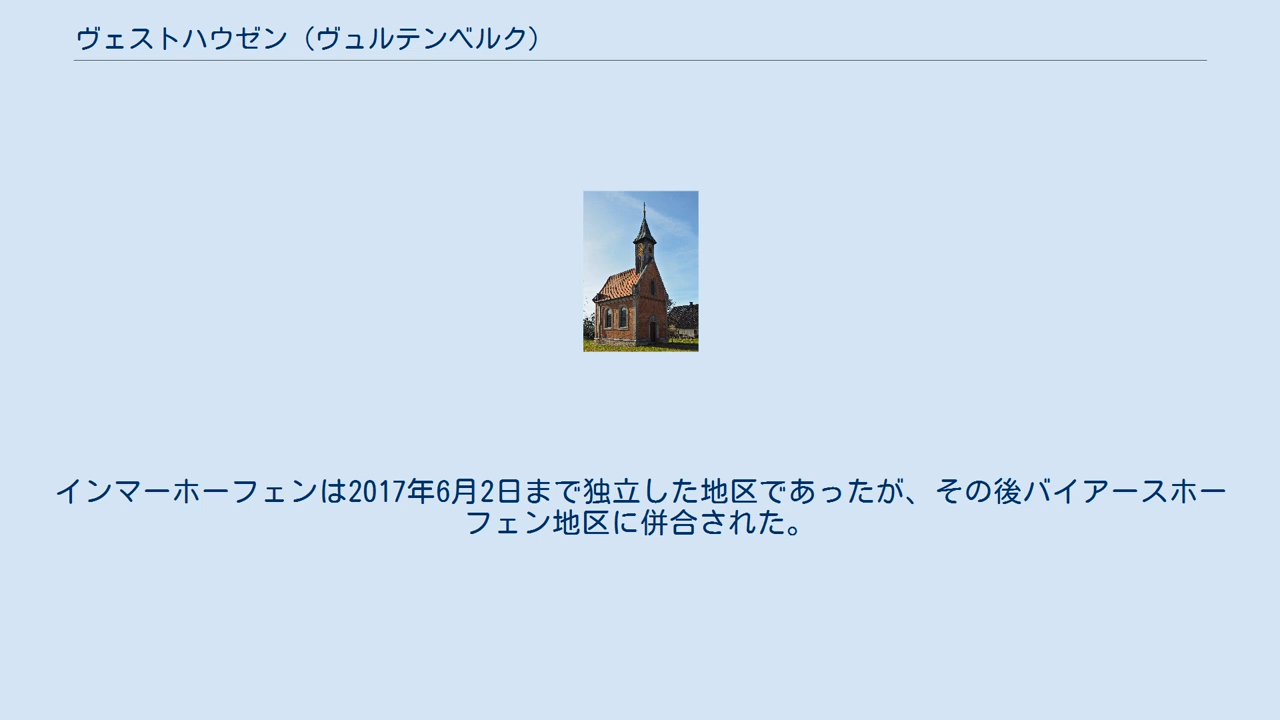 ヴェストハウゼン（ヴュルテンベルク）
インマーホーフェンは2017年6月2日まで独立した地区であったが、その後バイアースホー
フェン地区に併合された。